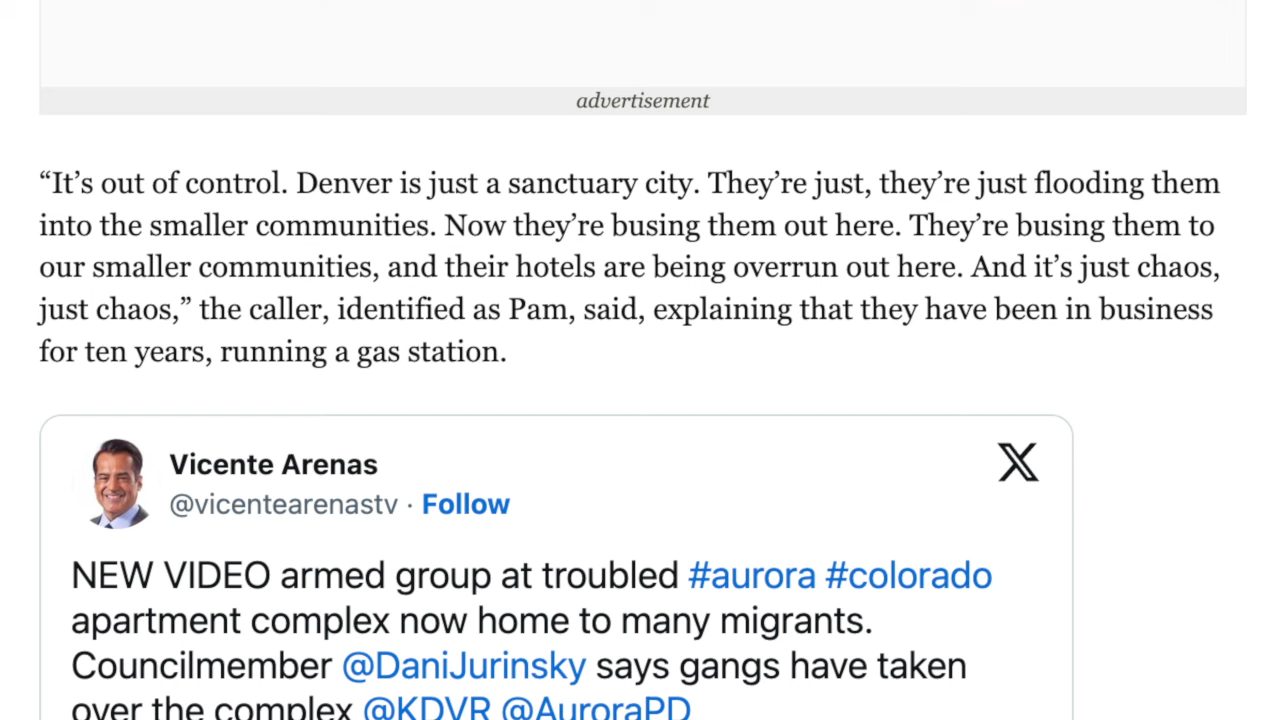 advertisement
“It’s out of control. Denver is just a sanctuary city. They’re just, they’re just flooding them
into the smaller communities. Now they’re busing them out here. They’re busing them to
our smaller communities, and their hotels are being overrun out here. And it’s just chaos,
just chaos,” the caller, identified as Pam, said, explaining that they have been in business
for ten years, running a gas station.
Vicente Arenas
@vicentearenastv · Follow
NEW VIDEO armed group at troubled #aurora #colorado
apartment complex now home to many migrants.
Councilmember @DaniJurinsky says gangs have taken
over the complex @KDVR @AuroraPD